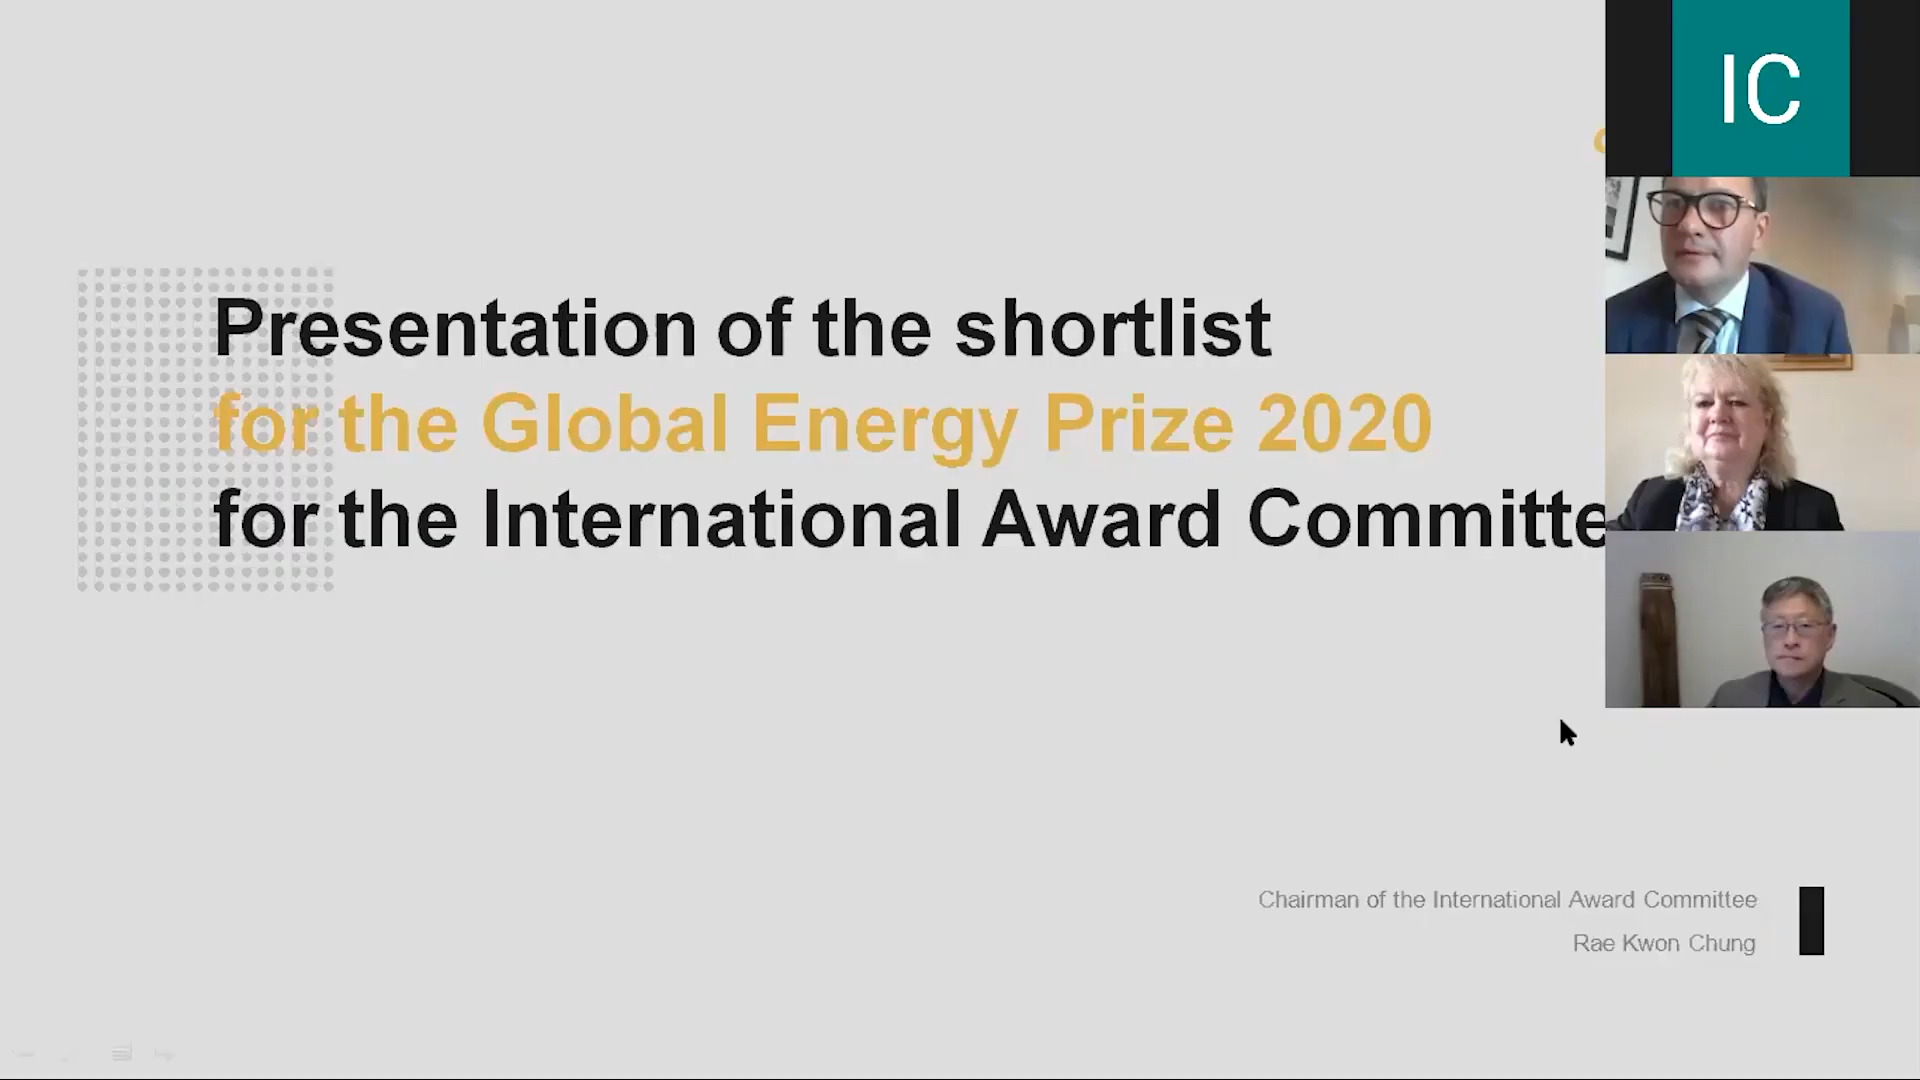 IC
Presentation of the shortlist
for the Global Energy Prize 2020
for the International Award Committe
Chairman of the International Award Committee
Rae Kwon Chung